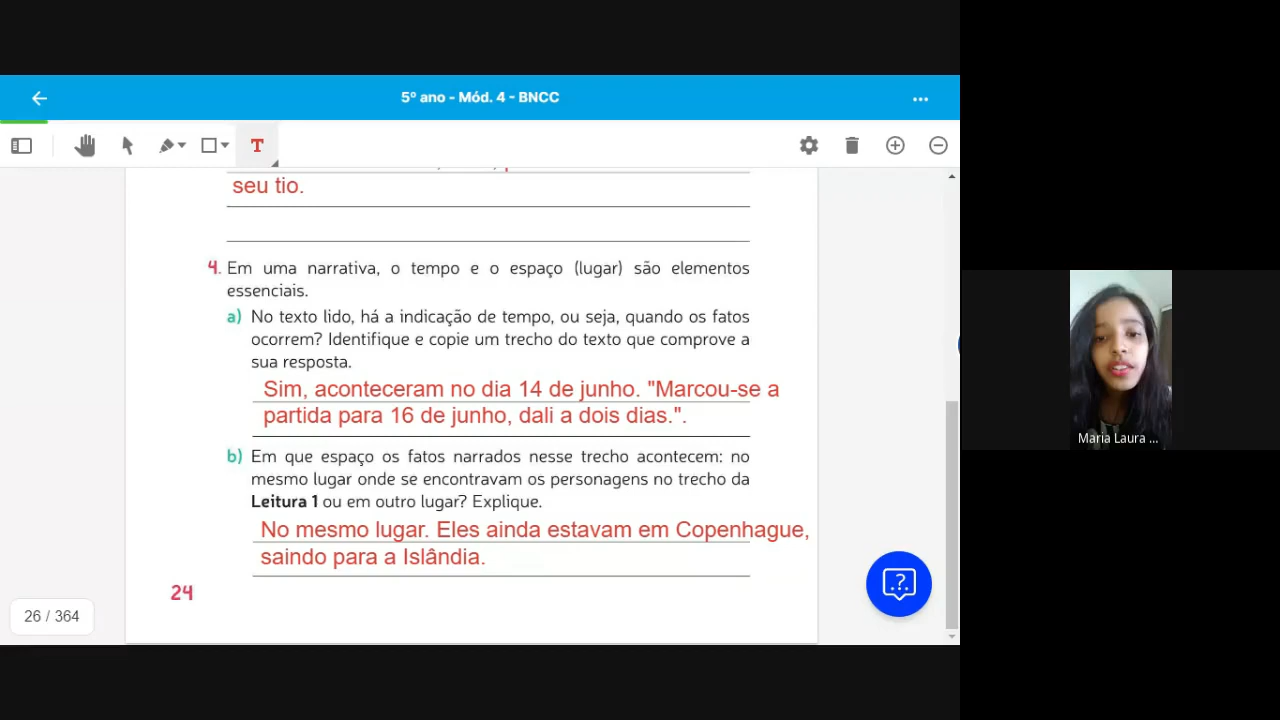 5º ano - Mód. 4 - BNCC
T
seu tio.
4. Em uma narrativa, o tempo e o espaço (lugar) são elementos
essenciais.
a) No texto lido, há a indicação de tempo, ou seja, quando os fatos
ocorrem? Identifique e copie um trecho do texto que comprove a
sua resposta.
Sim, aconteceram no dia 14 de junho. "Marcou-se a
partida para 16 de junho, dali a dois dias.".
b) Em que espaço os fatos narrados nesse trecho acontecem: no
mesmo lugar onde se encontravam os personagens no trecho da
Leitura 1 ou em outro lugar? Explique.
No mesmo lugar. Eles ainda estavam em Copenhague,
saindo para a Islândia.
24
26 / 364
Maria Laura ...